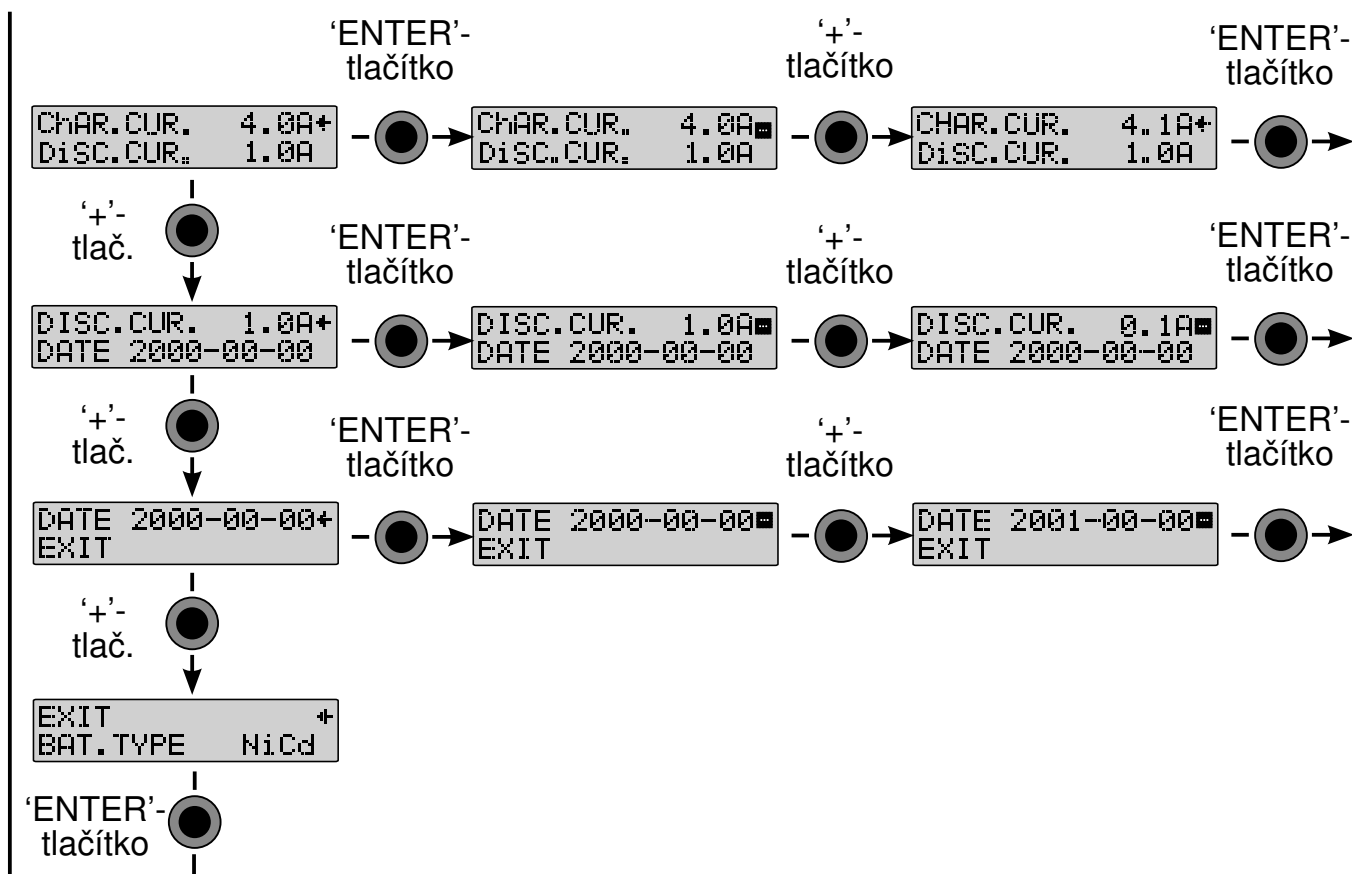 ‘ENTER’-
tlačítko
‘+’-
tlačítko
‘ENTER’-
tlačítko
ChAR.CUR. 4.0A
DiSC.CUR. 1.0A
ChAR.CUR. 4.0A
DiSC.CUR. 1.0A
CHAR.CUR. 4.1A
DiSC.CUR. 1.0A
‘+’-
tlač.
‘ENTER’-
tlačítko
‘+’-
tlačítko
‘ENTER’-
tlačítko
DISC.CUR. 1.0A
DATE 2000-00-00
DISC.CUR. 1.0A
DATE 2000-00-00
DISC.CUR. 0.1A
DATE 2000-00-00
‘+’-
tlač.
‘ENTER’-
tlačítko
‘+’-
tlačítko
‘ENTER’-
tlačítko
DATE 2000-00-00
EXIT
DATE 2000-00-00
EXIT
DATE 2001-00-00
EXIT
‘+’-
tlač.
EXIT
BAT.TYPE NiCd
‘ENTER’-
tlačítko